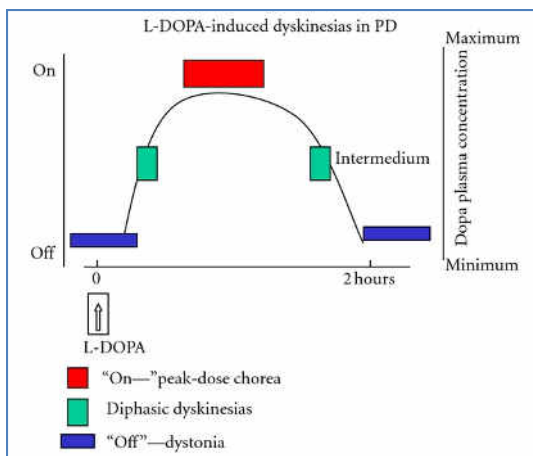 L-DOPA-induced dyskinesias in PD
Maximum
On
Intermedium
Dopa plasma concentration
Off
Minimum
0
2 hours
L-DOPA
“On—”peak-dose chorea
Diphasic dyskinesias
“Off”—dystonia